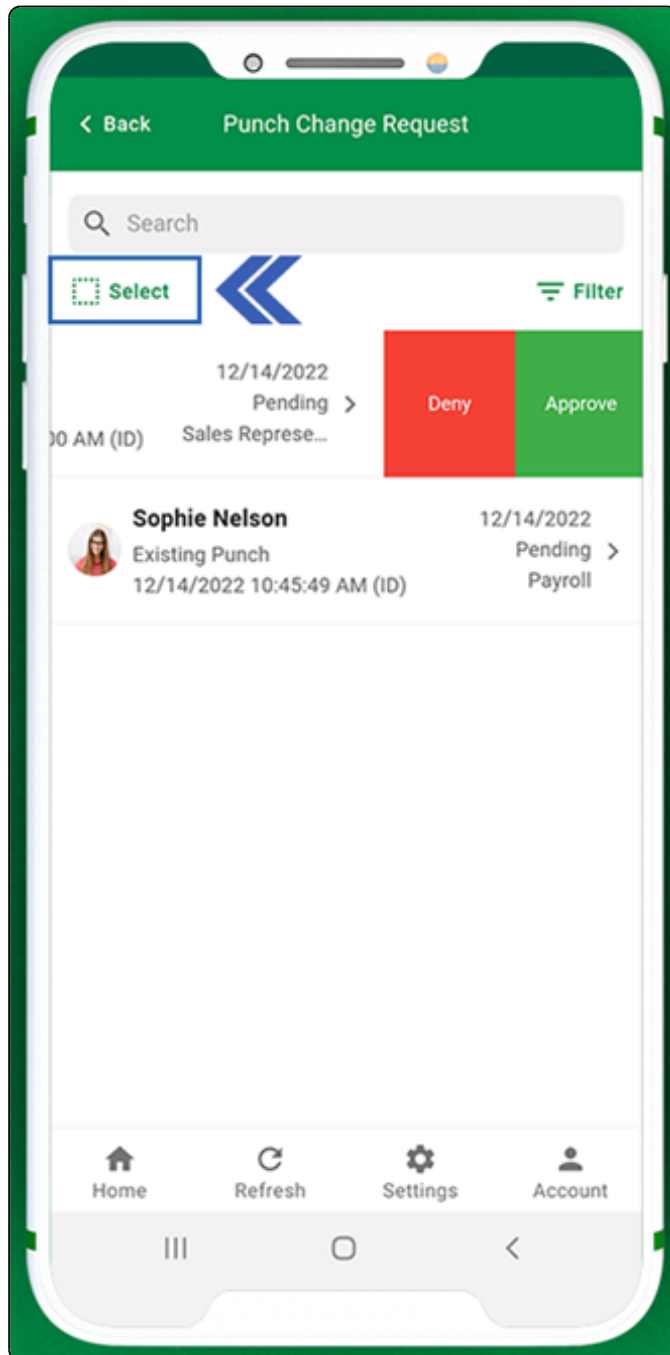 Back Punch Change Request
Search
Select Filter
12/14/2022
Pending
00 AM (ID) Sales Represe...
Deny Approve
Sophie Nelson 12/14/2022
Existing Punch Pending
12/14/2022 10:45:49 AM (ID) Payroll
Home Refresh Settings Account